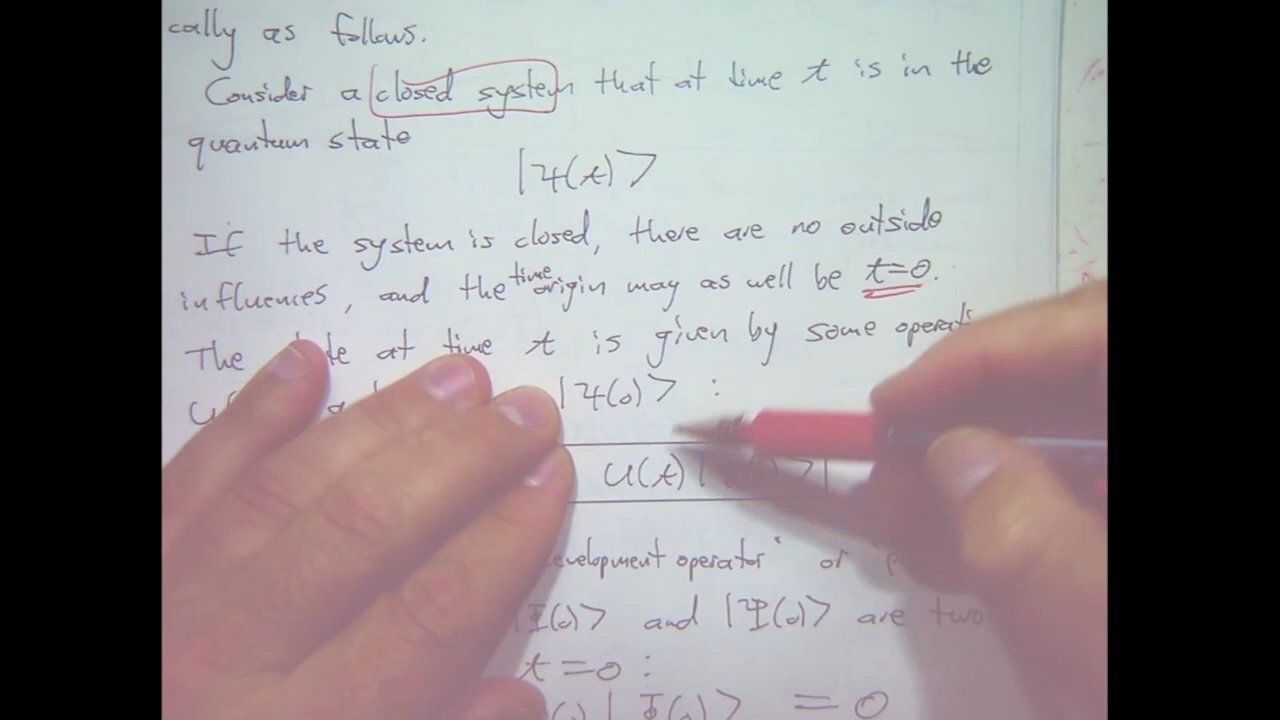 cally as follows.
Consider a closed system that at time t is in the
quantum state
|Ψ(t)>
If the system is closed, there are no outside
influences, and the time origin may as well be t=0.
The at time t is given by some
|Ψ(0)> :
U(t)
development operator" or
|Φ(0)> and |Ψ(0)> are two
t=0:
|Φ(0)> = 0